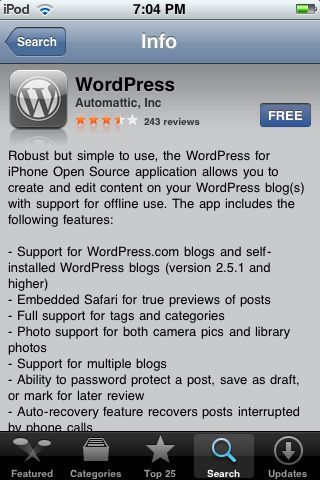 iPod 7:04 PM
Search Info
WordPress
Automattic, Inc
243 reviews
FREE
Robust but simple to use, the WordPress for
iPhone Open Source application allows you to
create and edit content on your WordPress blog(s)
with support for offline use. The app includes the
following features:
- Support for WordPress.com blogs and self-
installed WordPress blogs (version 2.5.1 and
higher)
- Embedded Safari for true previews of posts
- Full support for tags and categories
- Photo support for both camera pics and library
photos
- Support for multiple blogs
- Ability to password protect a post, save as draft,
or mark for later review
- Auto-recovery feature recovers posts interrupted
by phone calls
Featured Categories Top 25 Search Updates